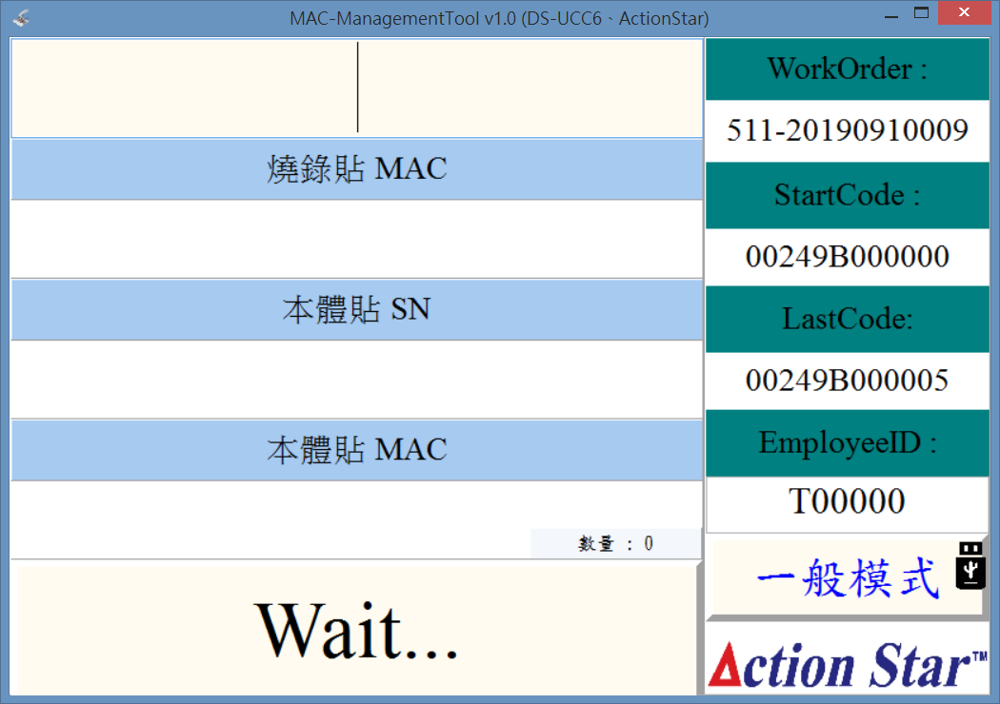 MAC-ManagementTool v1.0 (DS-UCC6、ActionStar)
燒錄貼 MAC
本體貼 SN
本體貼 MAC
數量 : 0
Wait...
WorkOrder :
511-20190910009
StartCode :
00249B000000
LastCode:
00249B000005
EmployeeID :
T00000
一般模式
Action Star™